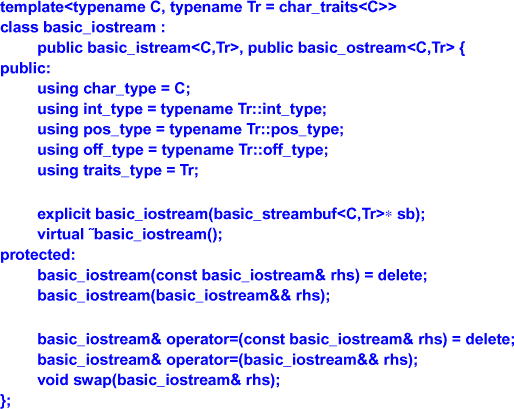 template<typename C, typename Tr = char_traits<C>>
class basic_iostream :
public basic_istream<C,Tr>, public basic_ostream<C,Tr> {
public:
using char_type = C;
using int_type = typename Tr::int_type;
using pos_type = typename Tr::pos_type;
using off_type = typename Tr::off_type;
using traits_type = Tr;
explicit basic_iostream(basic_streambuf<C,Tr>* sb);
virtual ˜basic_iostream();
protected:
basic_iostream(const basic_iostream& rhs) = delete;
basic_iostream(basic_iostream&& rhs);
basic_iostream& operator=(const basic_iostream& rhs) = delete;
basic_iostream& operator=(basic_iostream&& rhs);
void swap(basic_iostream& rhs);
};